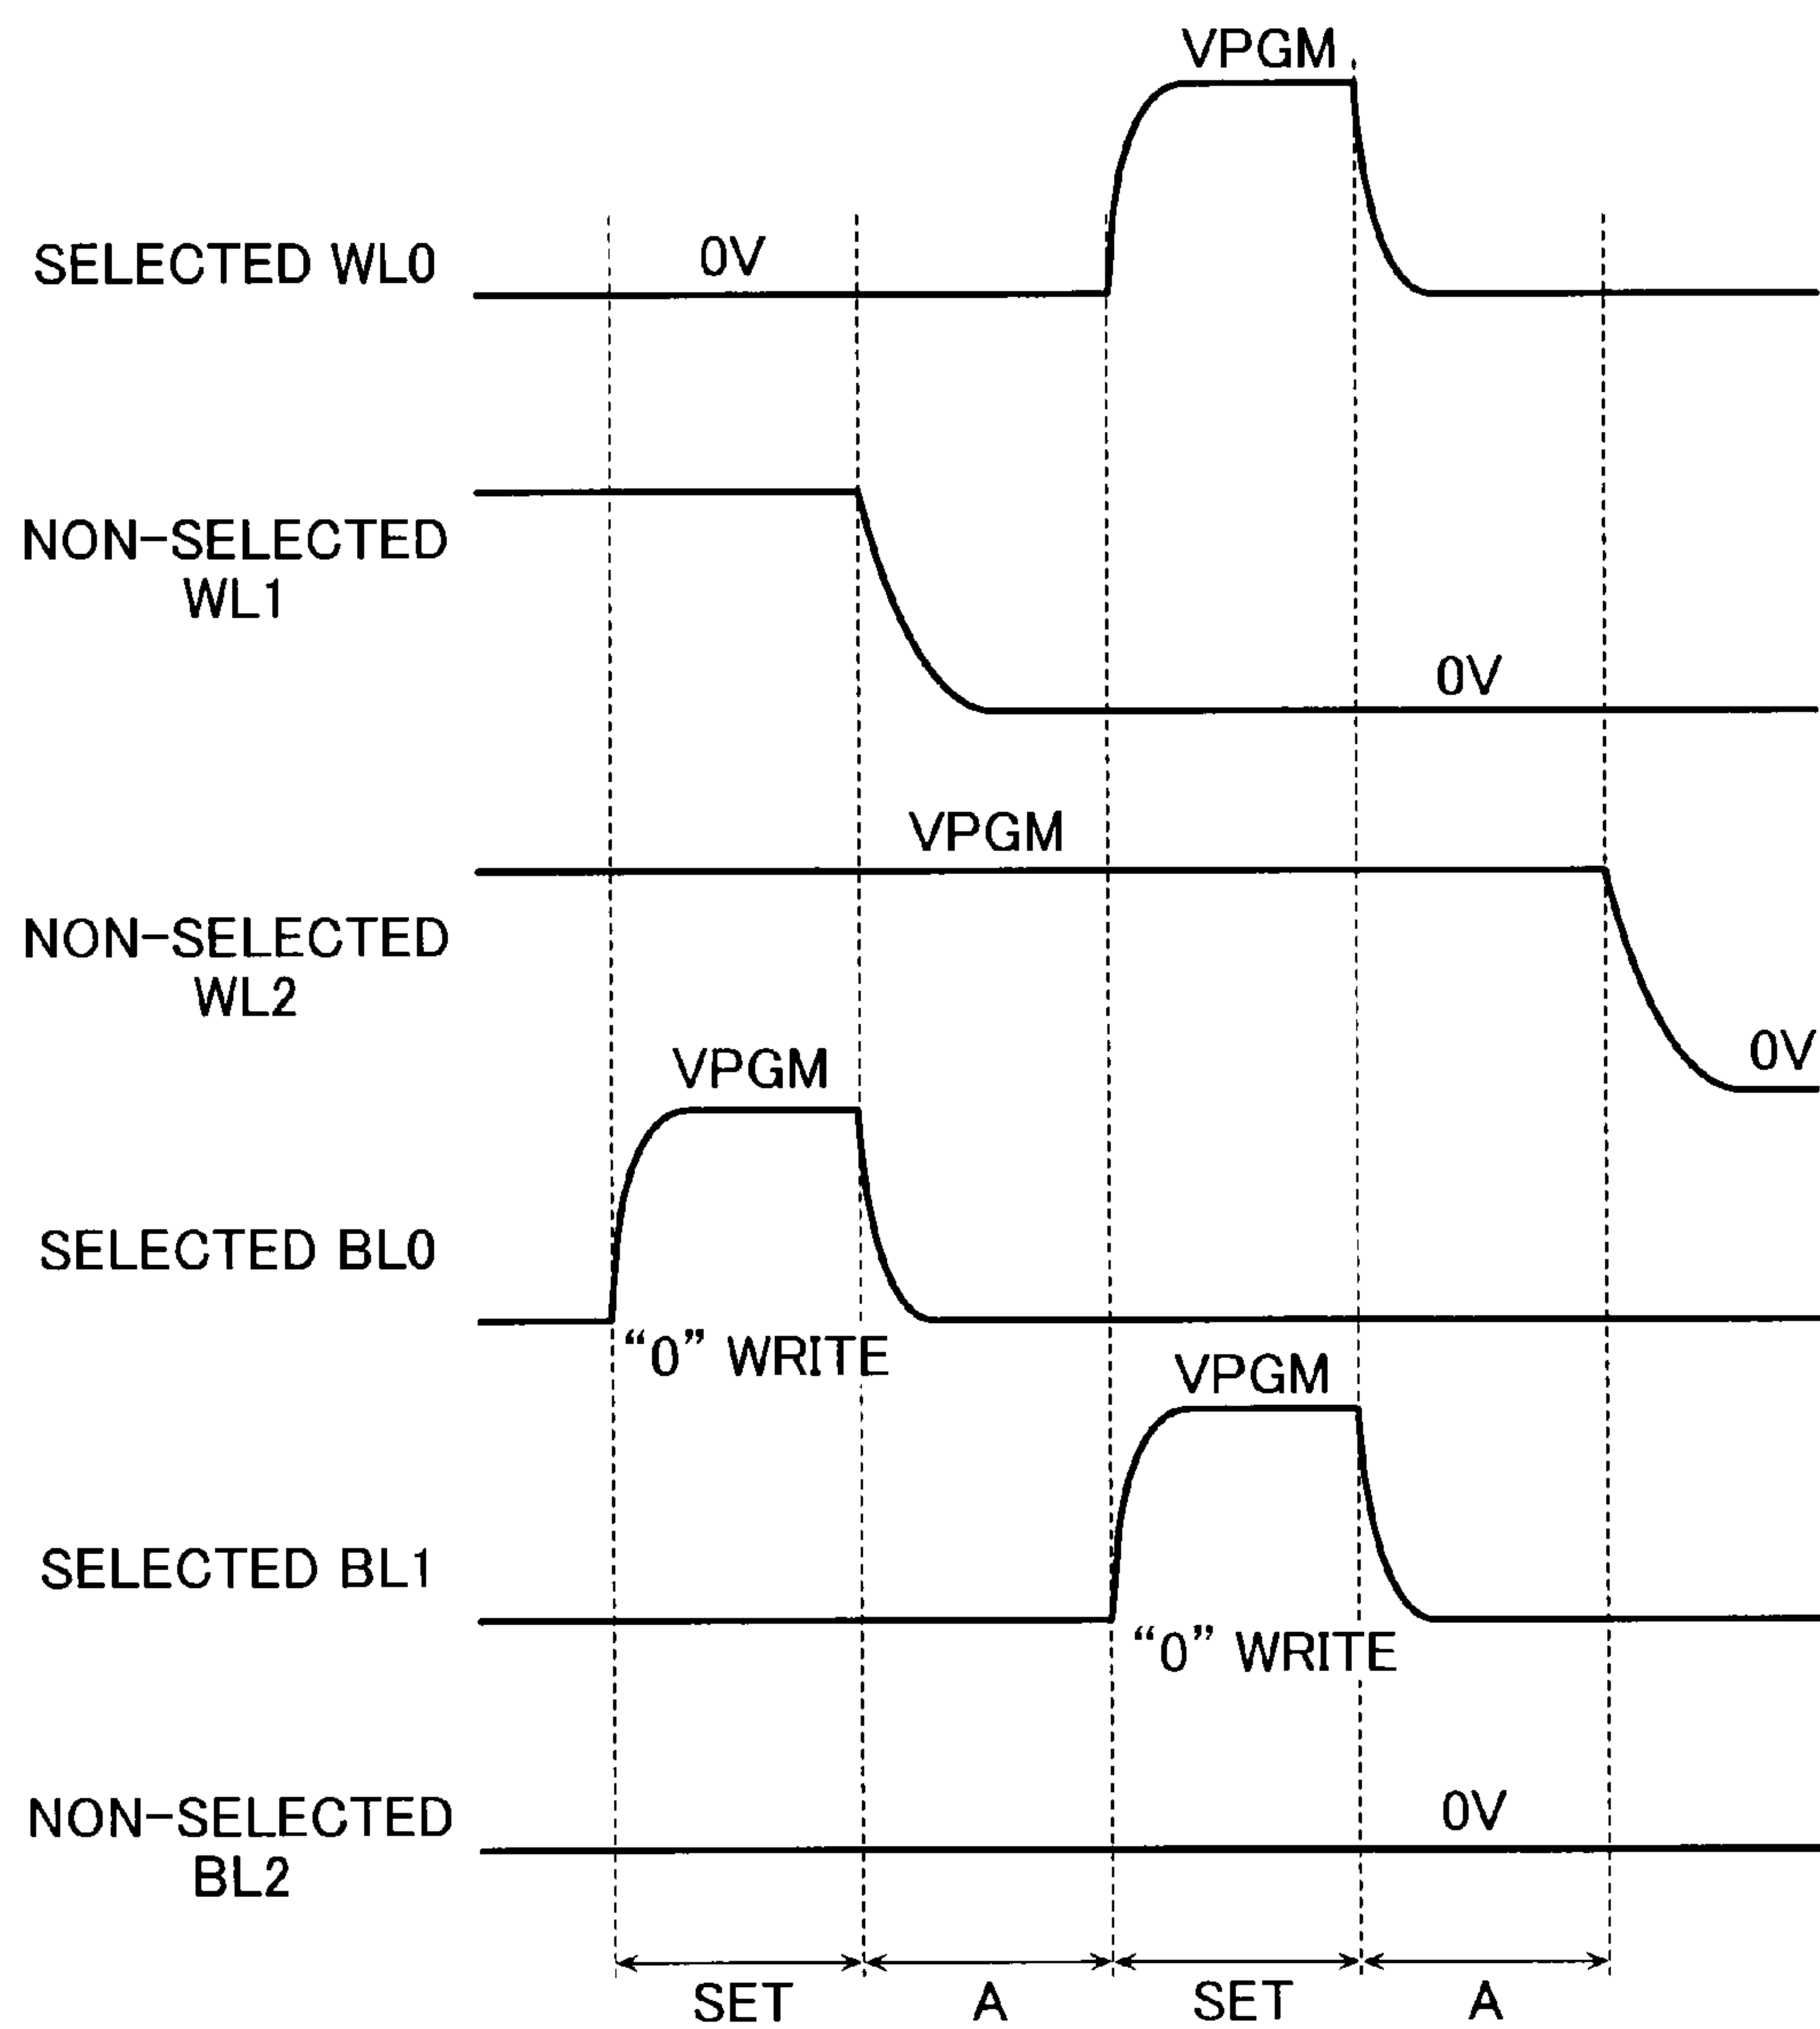 VPGM
SELECTED WL0
0V
NON-SELECTED
WL1
0V
VPGM
NON-SELECTED
WL2
0V
VPGM
SELECTED BL0
“0” WRITE
VPGM
SELECTED BL1
“0” WRITE
NON-SELECTED
BL2
0V
SET
A
SET
A